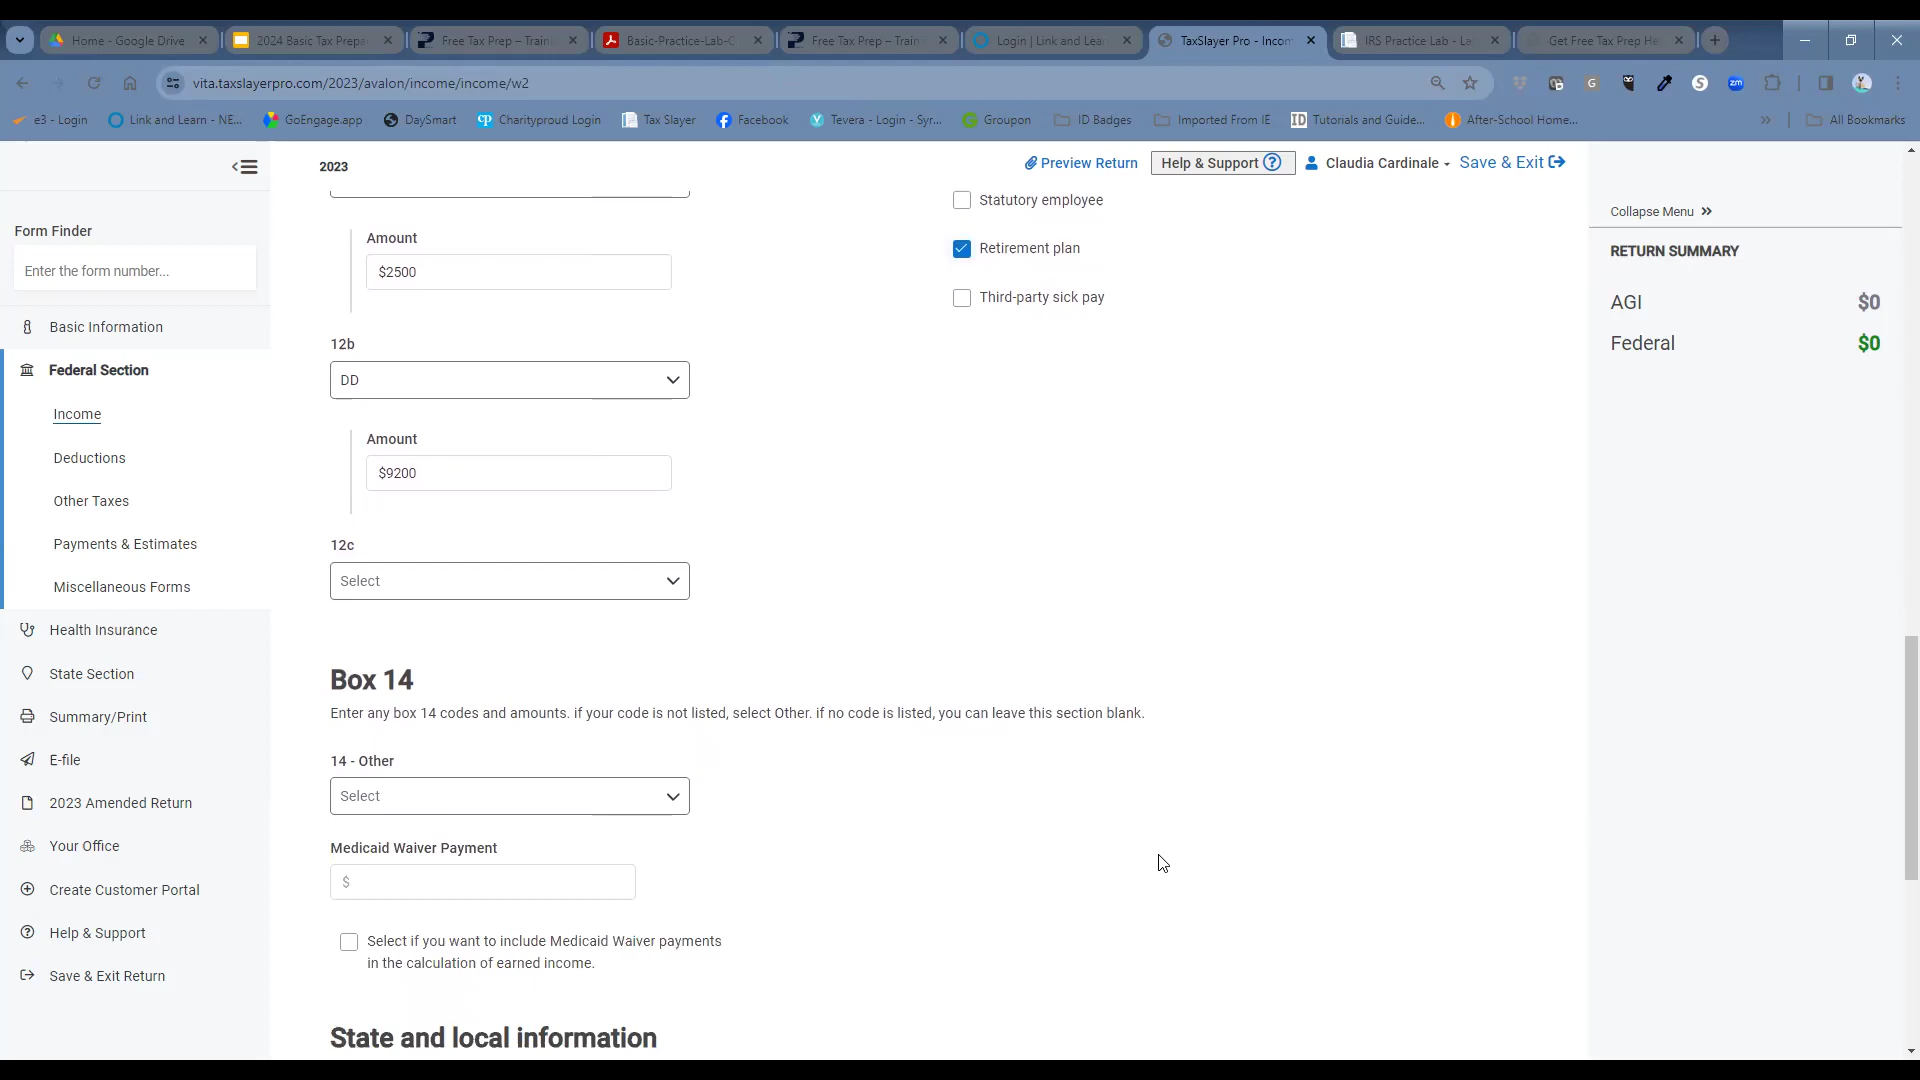 Home - Google Drive
2024 Basic Tax Prepa
Free Tax Prep – Train
Basic-Practice-Lab-C
Free Tax Prep – Train
Login | Link and Lea
TaxSlayer Pro - Incom
IRS Practice Lab - La
Get Free Tax Prep He
vita.taxslayerpro.com/2023/avalon/income/income/w2
e3 - Login
Link and Learn - NE...
GoEngage.app
DaySmart
Charityproud Login
Tax Slayer
Facebook
Tevera - Login - Syr...
Groupon
ID Badges
Imported From IE
Tutorials and Guide...
After-School Home...
All Bookmarks
2023
Preview Return
Help & Support
Claudia Cardinale
Save & Exit
Form Finder
Enter the form number...
Basic Information
Federal Section
Income
Deductions
Other Taxes
Payments & Estimates
Miscellaneous Forms
Health Insurance
State Section
Summary/Print
E-file
2023 Amended Return
Your Office
Create Customer Portal
Help & Support
Save & Exit Return
Amount
$2500
12b
DD
Amount
$9200
12c
Select
Statutory employee
Retirement plan
Third-party sick pay
Box 14
Enter any box 14 codes and amounts. if your code is not listed, select Other. if no code is listed, you can leave this section blank.
14 - Other
Select
Medicaid Waiver Payment
$
Select if you want to include Medicaid Waiver payments
in the calculation of earned income.
State and local information
Collapse Menu
RETURN SUMMARY
AGI $0
Federal $0